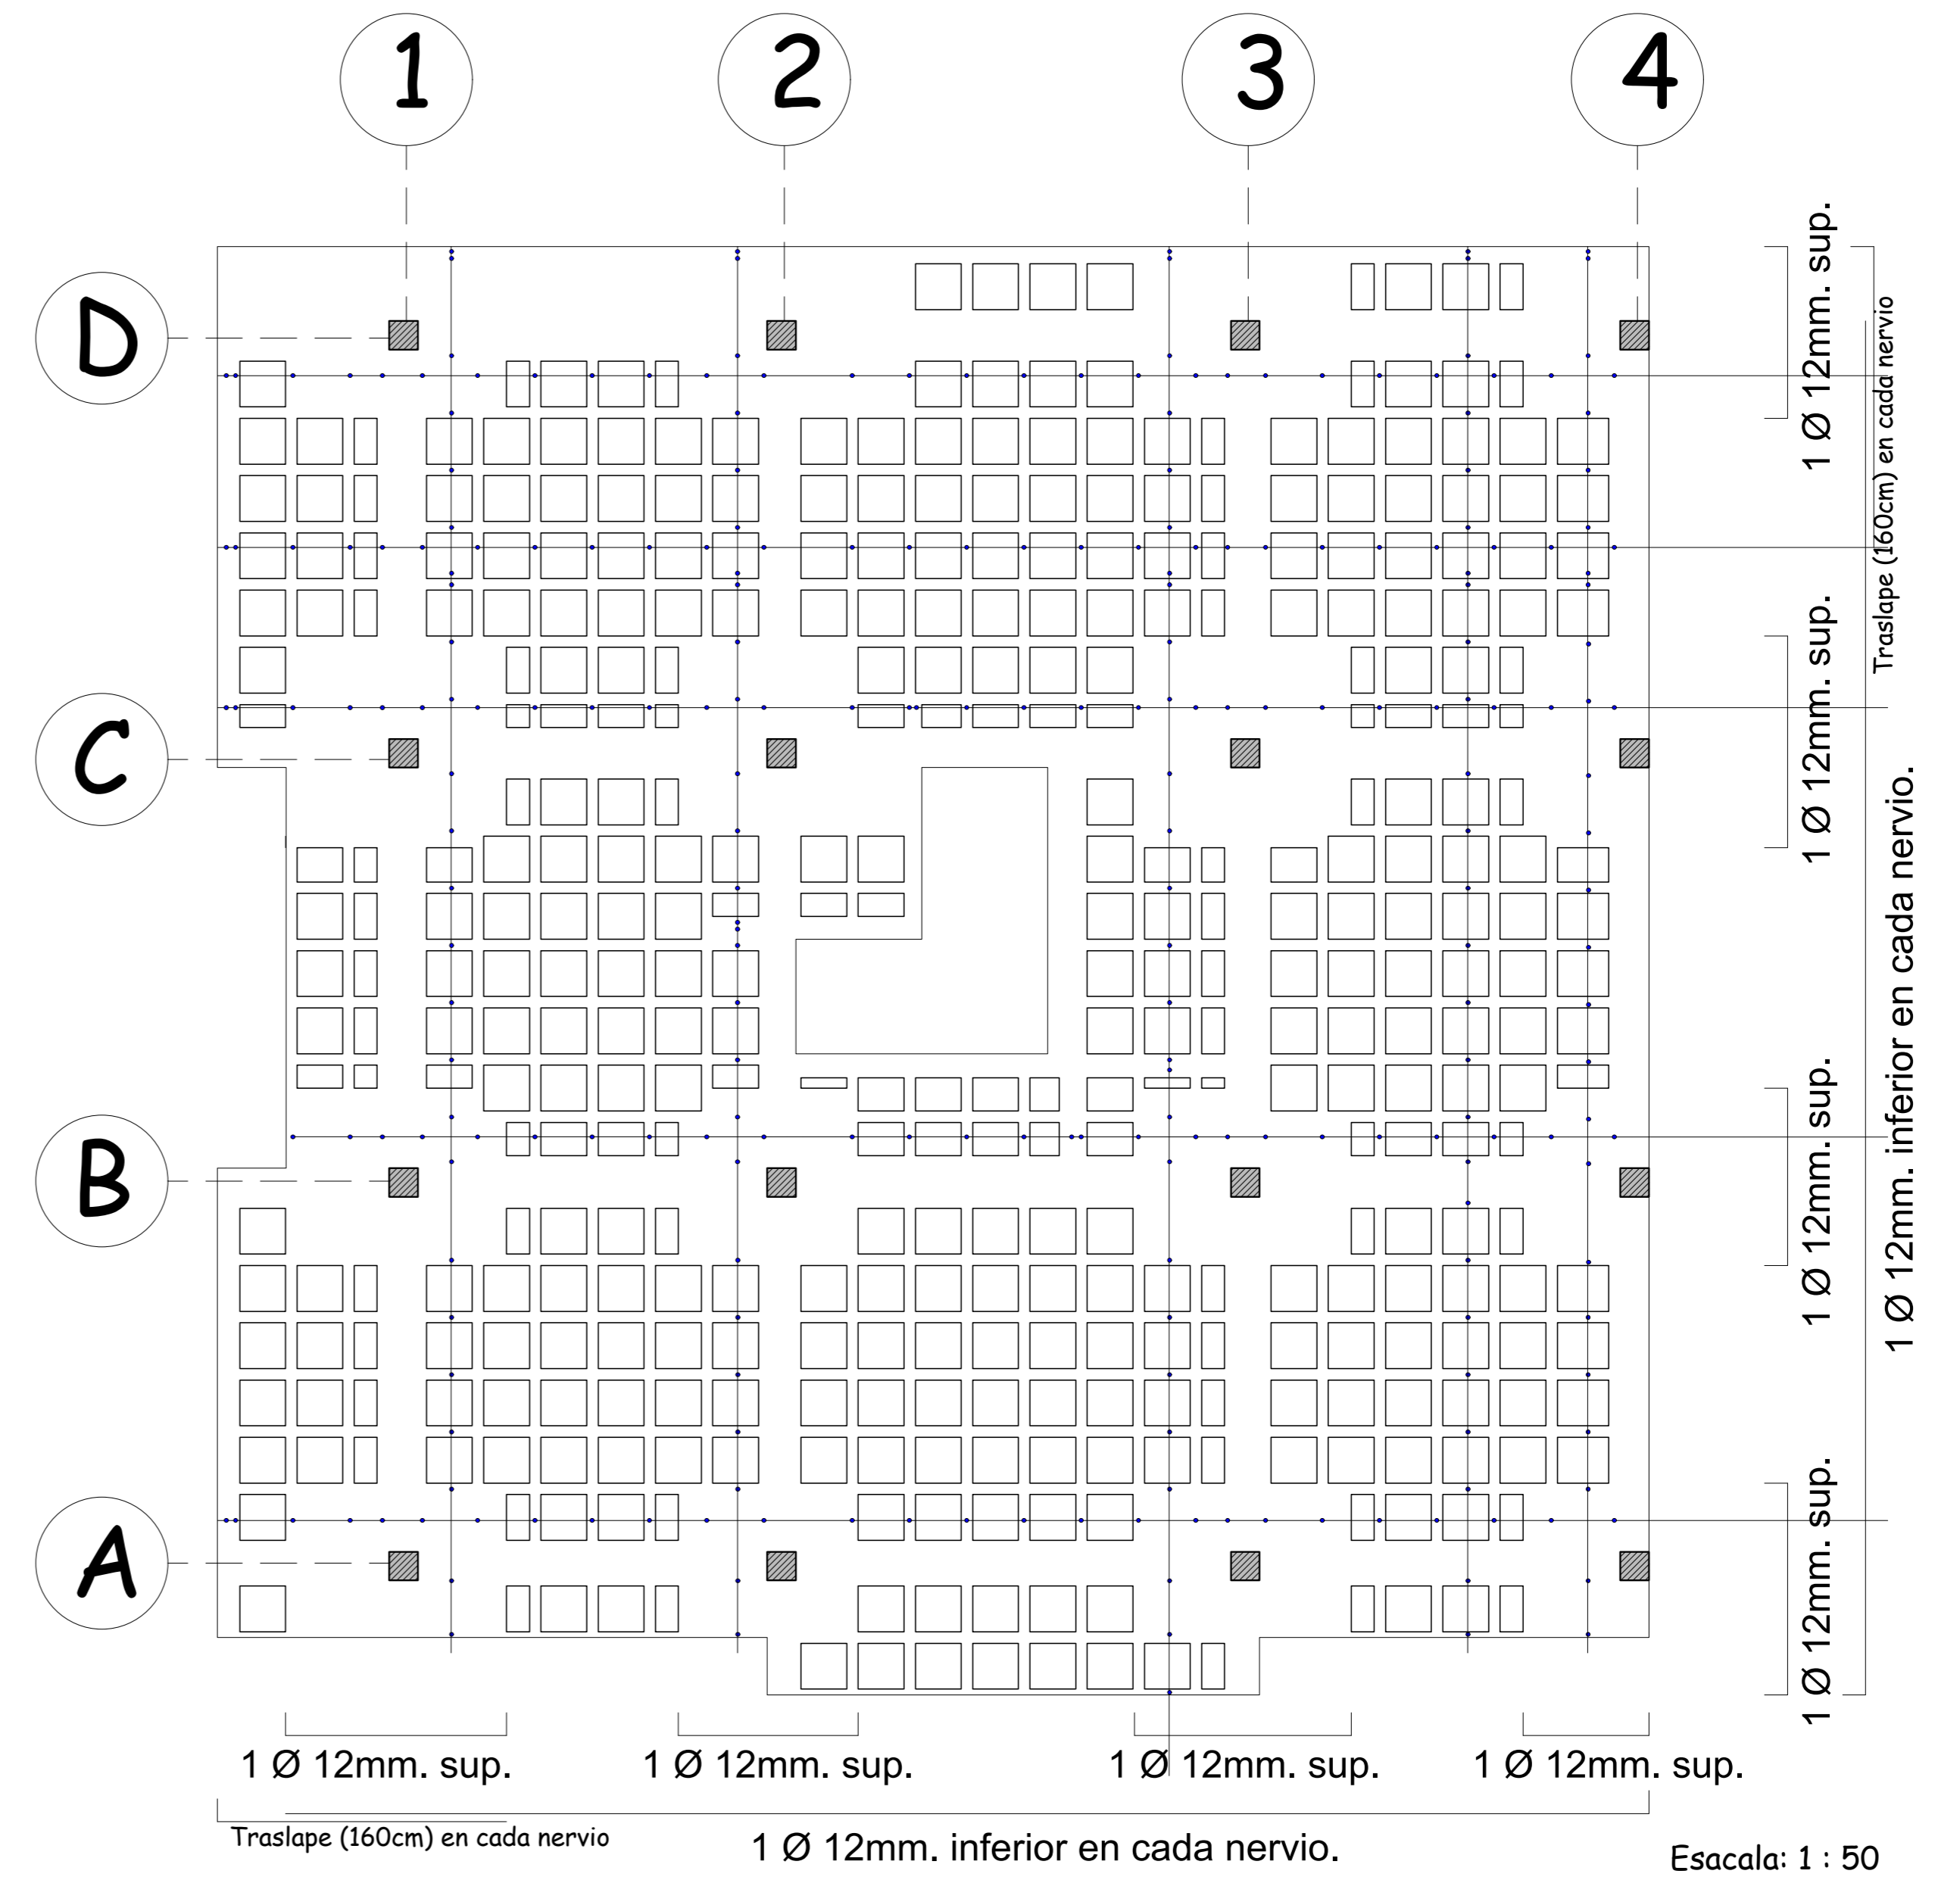 1
2
3
4
D
C
B
A
1 Ø 12mm. sup.
Traslape (160cm) en cada nervio
1 Ø 12mm. sup.
1 Ø 12mm. inferior en cada nervio.
1 Ø 12mm. sup.
1 Ø 12mm. sup.
1 Ø 12mm. sup.
1 Ø 12mm. sup.
1 Ø 12mm. sup.
1 Ø 12mm. sup.
Traslape (160cm) en cada nervio
1 Ø 12mm. inferior en cada nervio.
Esacala: 1 : 50